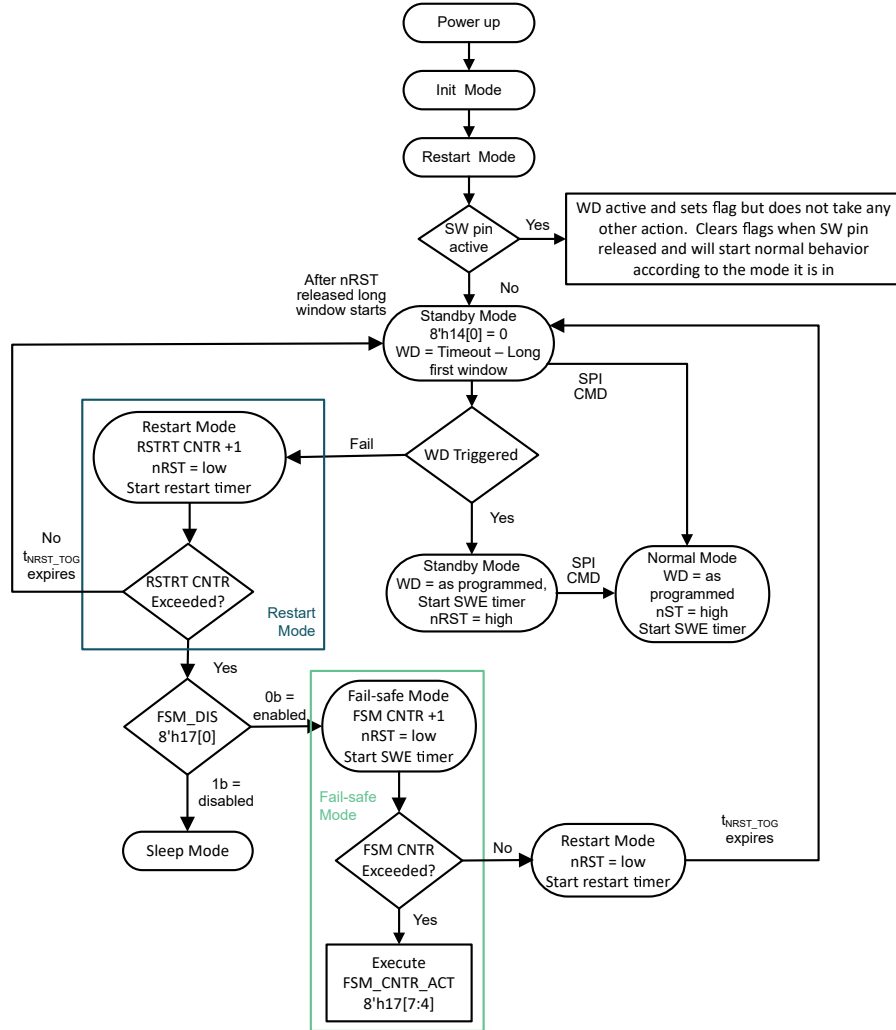 Power up
Init Mode
Restart Mode
SW pin
active
Yes
WD active and sets flag but does not take any
other action. Clears flags when SW pin
released and will start normal behavior
according to the mode it is in
No
After nRST
released long
window starts
Standby Mode
8'h14[0] = 0
WD = Timeout – Long
first window
SPI
CMD
Restart Mode
RSTRT CNTR +1
nRST = low
Start restart timer
Fail
WD Triggered
Yes
No
tNRST_TOG
expires
RSTRT CNTR
Exceeded?
Restart
Mode
Standby Mode
WD = as programmed,
Start SWE timer
nRST = high
SPI
CMD
Normal Mode
WD = as
programmed
nST = high
Start SWE timer
Yes
FSM_DIS
8'h17[0]
0b =
enabled
1b =
disabled
Sleep Mode
Fail-safe Mode
FSM CNTR +1
nRST = low
Start SWE timer
Fail-safe
Mode
FSM CNTR
Exceeded?
No
Restart Mode
nRST = low
Start restart timer
tNRST_TOG
expires
Yes
Execute
FSM_CNTR_ACT
8'h17[7:4]